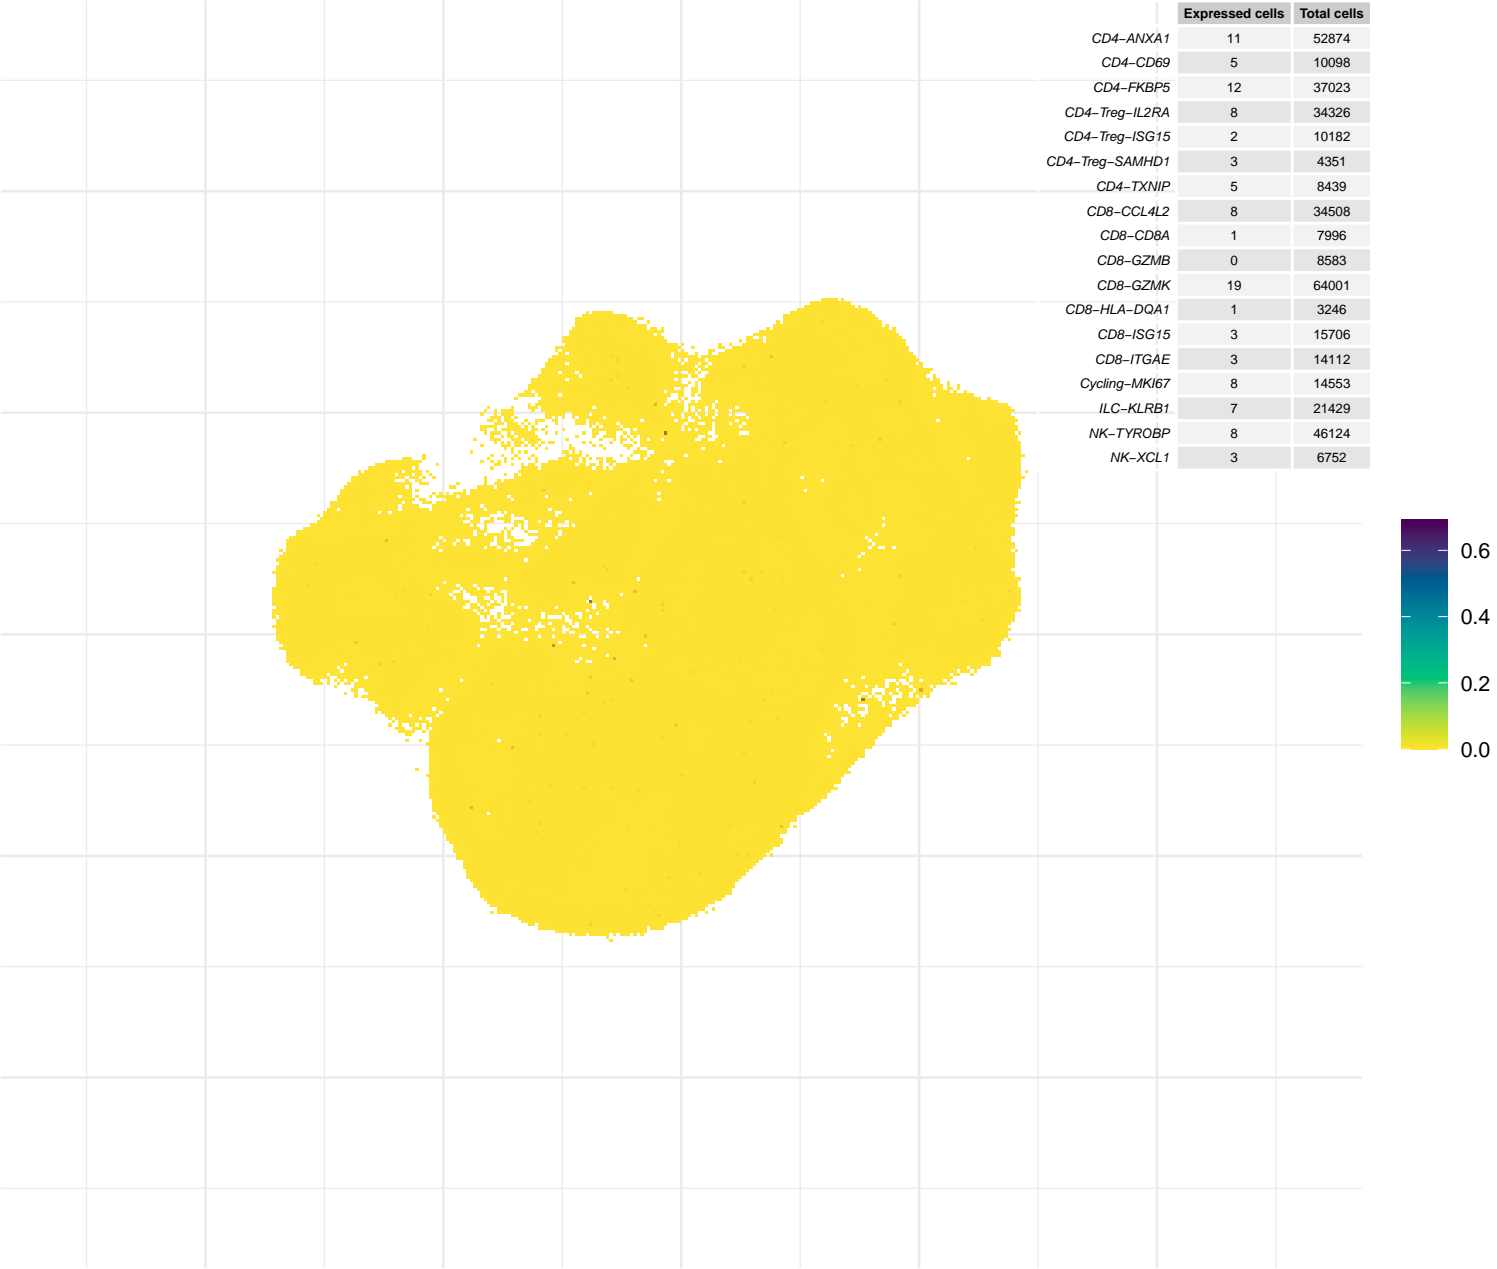 Expressed cells Total cells
CD4−ANXA1 11 52874
CD4−CD69 5 10098
CD4−FKBP5 12 37023
CD4−Treg−IL2RA 8 34326
CD4−Treg−ISG15 2 10182
CD4−Treg−SAMHD1 3 4351
CD4−TXNIP 5 8439
CD8−CCL4L2 8 34508
CD8−CD8A 1 7996
CD8−GZMB 0 8583
CD8−GZMK 19 64001
CD8−HLA−DQA1 1 3246
CD8−ISG15 3 15706
CD8−ITGAE 3 14112
Cycling−MKI67 8 14553
ILC−KLRB1 7 21429
NK−TYROBP 8 46124
NK−XCL1 3 6752
0.6
0.4
0.2
0.0